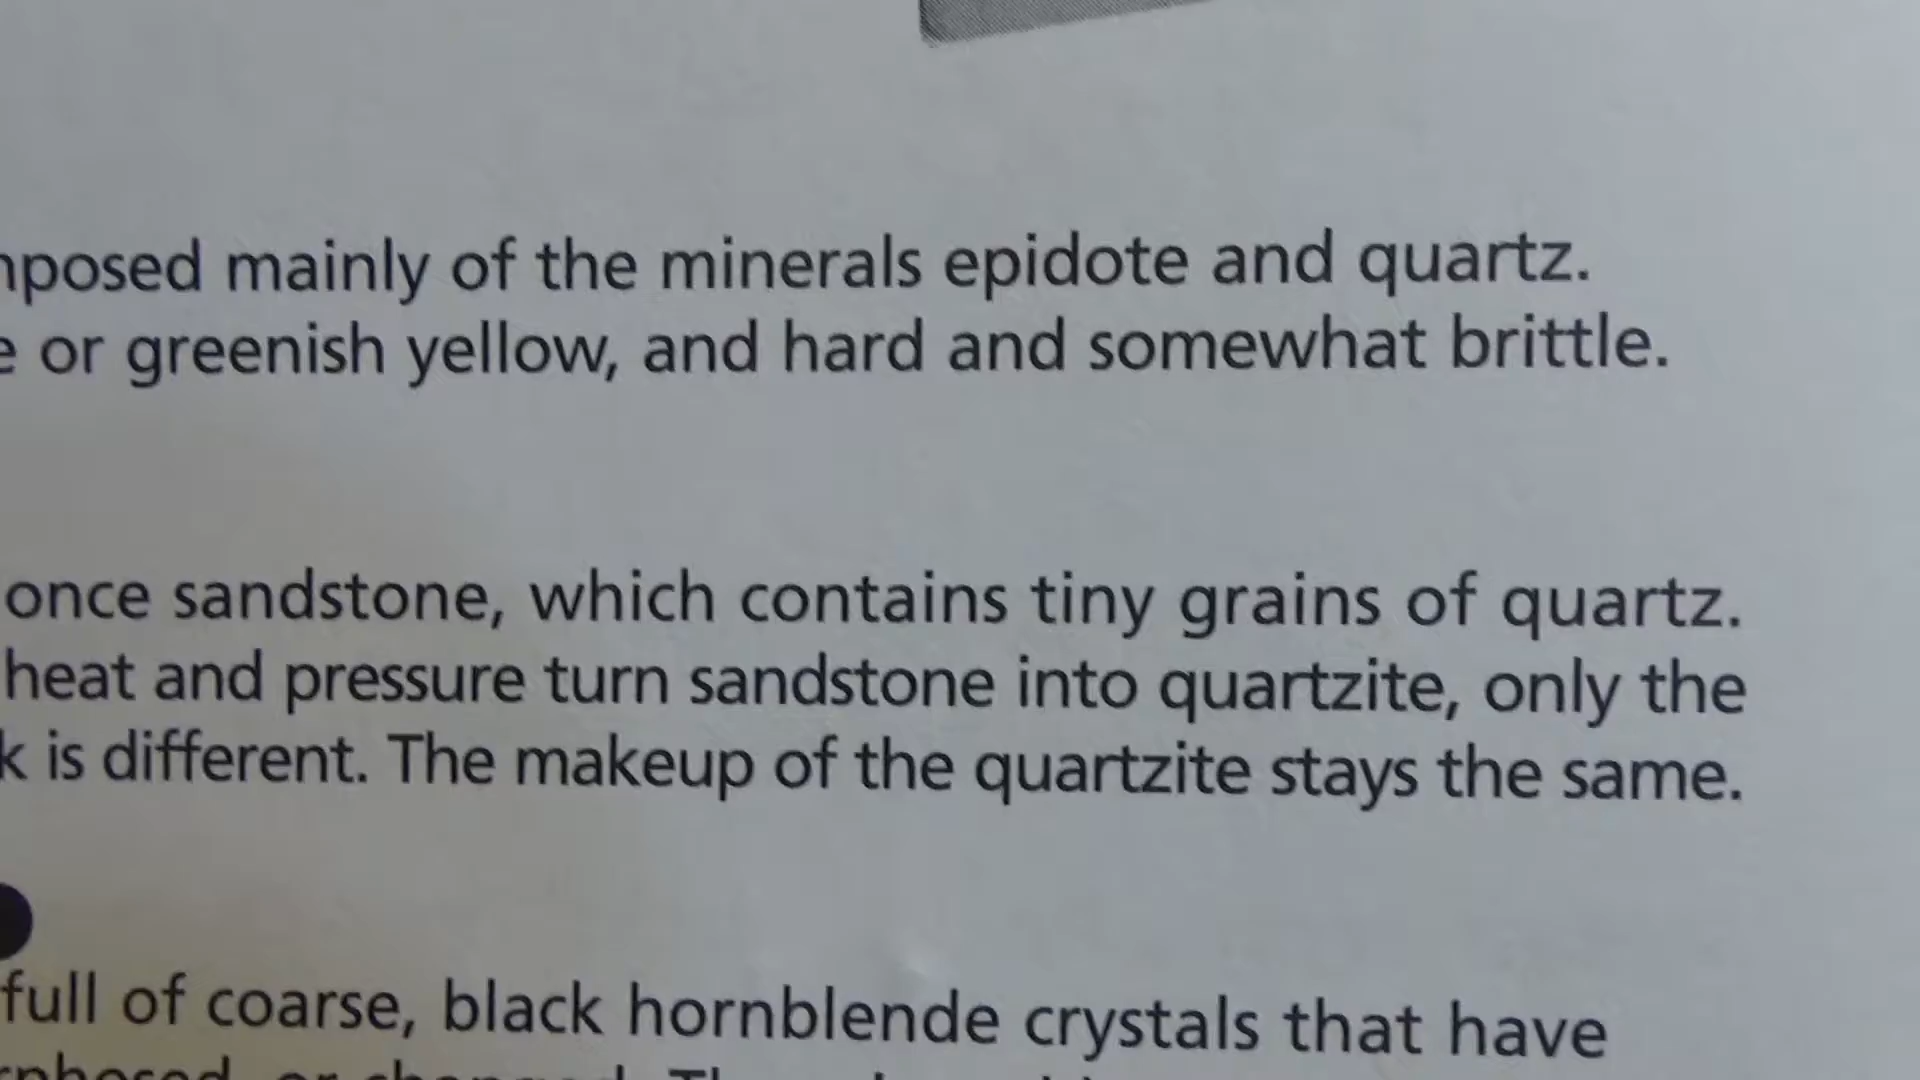 mposed mainly of the minerals epidote and quartz.
e or greenish yellow, and hard and somewhat brittle.
once sandstone, which contains tiny grains of quartz.
heat and pressure turn sandstone into quartzite, only the
k is different. The makeup of the quartzite stays the same.
full of coarse, black hornblende crystals that have